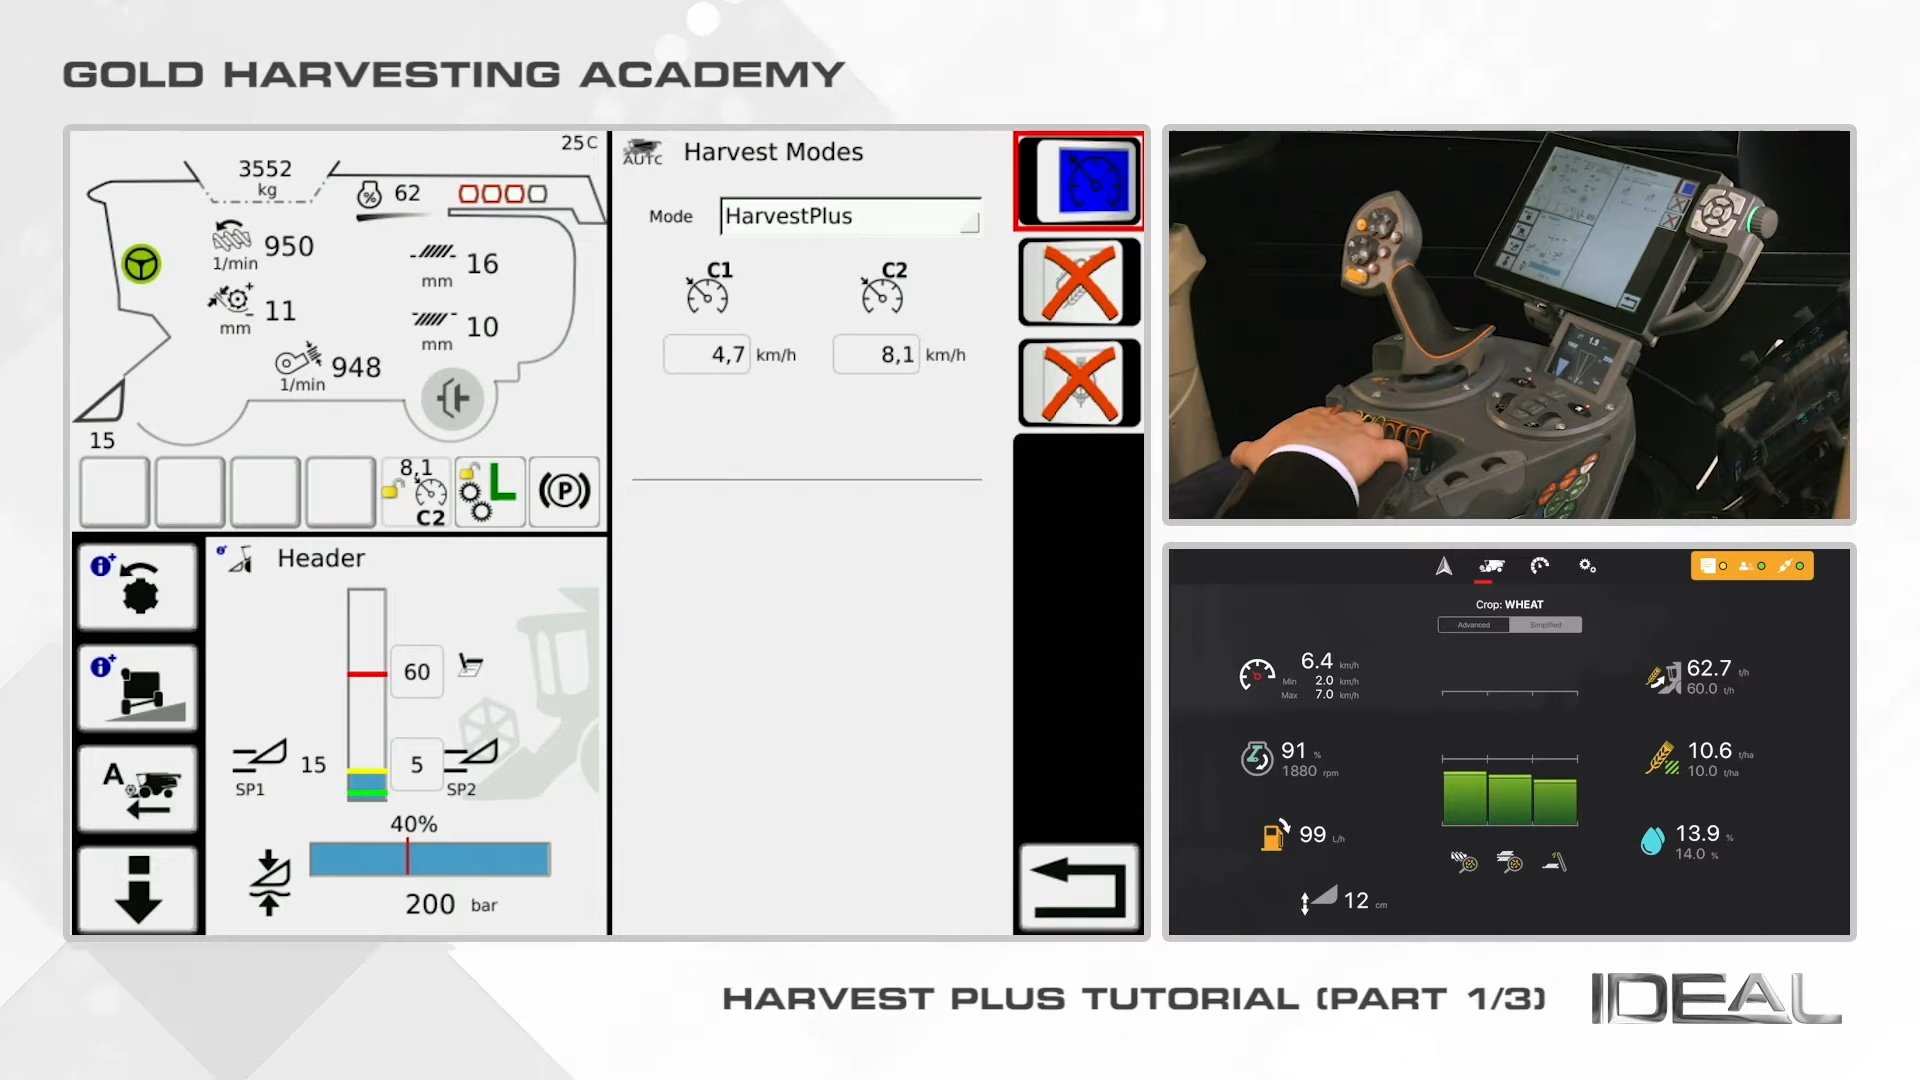 GOLD HARVESTING ACADEMY
25C
3552
kg
62
950
1/min
16
mm
11
mm
10
mm
948
1/min
15
8,1
C2
L
P
Header
60
15
5
SP1
SP2
40%
200 bar
A
AUTC
Harvest Modes
Mode
HarvestPlus
C1
C2
4,7 km/h
8,1 km/h
Crop: WHEAT
Advanced
Simplified
6.4 km/h
Min 2.0 km/h
Max 7.0 km/h
62.7 t/h
60.0 t/h
91 %
1880 rpm
10.6 t/ha
10.0 t/ha
99 L/h
13.9 %
14.0 %
12 cm
HARVEST PLUS TUTORIAL (PART 1/3)
IDEAL